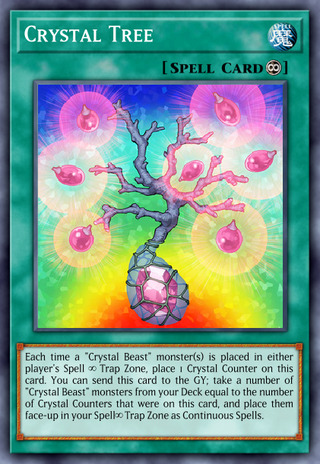 Crystal Tree
魔
[Spell Card∞]
Each time a "Crystal Beast" monster(s) is placed in either
player's Spell ∞ Trap Zone, place 1 Crystal Counter on
this card. You can send this card to the GY; take a number of
"Crystal Beast" monsters from your Deck equal to the number
of Crystal Counters that were on this card, and place them
face-up in your Spell∞Trap Zone as Continuous Spells.